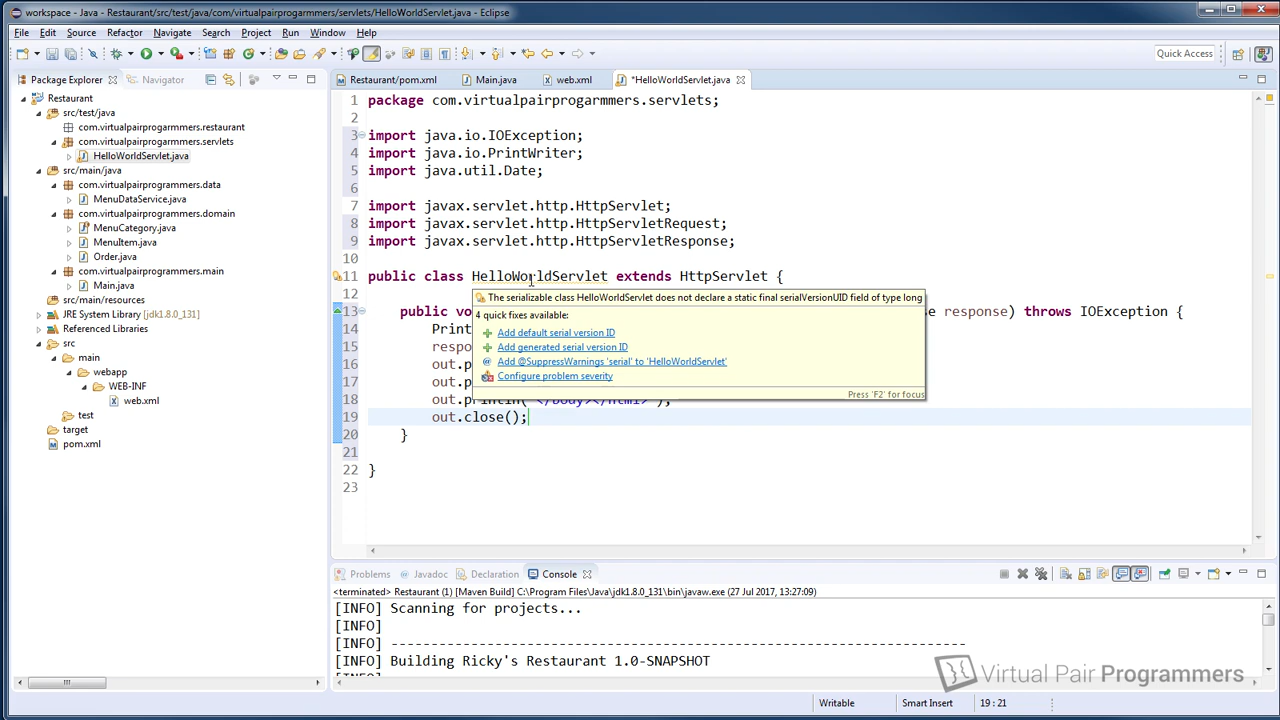 workspace - Java - Restaurant/src/test/java/com/virtualpairprogarmmers/servlets/HelloWorldServlet.java - Eclipse
File Edit Source Refactor Navigate Search Project Run Window Help
Quick Access
Package Explorer Navigator
Restaurant
src/test/java
com.virtualpairprogrammers.restaurant
com.virtualpairprogarmmers.servlets
HelloWorldServlet.java
src/main/java
com.virtualpairprogrammers.data
MenuDataService.java
com.virtualpairprogrammers.domain
MenuCategory.java
MenuItem.java
Order.java
com.virtualpairprogrammers.main
Main.java
src/main/resources
JRE System Library [jdk1.8.0_131]
Referenced Libraries
src
main
webapp
WEB-INF
web.xml
test
target
pom.xml
Restaurant/pom.xml Main.java web.xml *HelloWorldServlet.java
1 package com.virtualpairprogarmmers.servlets;
2
3 import java.io.IOException;
4 import java.io.PrintWriter;
5 import java.util.Date;
6
7 import javax.servlet.http.HttpServlet;
8 import javax.servlet.http.HttpServletRequest;
9 import javax.servlet.http.HttpServletResponse;
10
11 public class HelloWorldServlet extends HttpServlet {
12
13 public vo se response) throws IOException {
14 Print
15 respo
16 out.p
17 out.p
18 out.println("</body></html>");
19 out.close();
20 }
21
22 }
23
The serializable class HelloWorldServlet does not declare a static final serialVersionUID field of type long
4 quick fixes available:
Add default serial version ID
Add generated serial version ID
Add @SuppressWarnings 'serial' to 'HelloWorldServlet'
Configure problem severity
Press 'F2' for focus
Problems @ Javadoc Declaration Console
<terminated> Restaurant (1) [Maven Build] C:\Program Files\Java\jdk1.8.0_131\bin\javaw.exe (27 Jul 2017, 13:27:09)
[INFO] Scanning for projects...
[INFO]
[INFO] ------------------------------------------------------------------------
[INFO] Building Ricky's Restaurant 1.0-SNAPSHOT
Virtual Pair Programmers
Writable Smart Insert 19 : 21